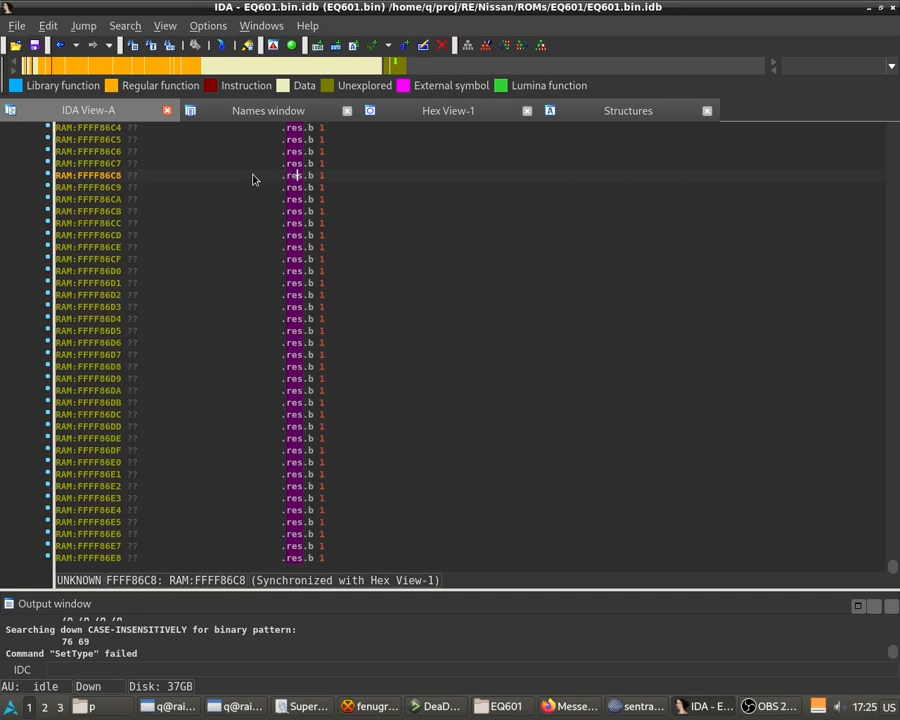 IDA - EQ601.bin.idb (EQ601.bin) /home/q/proj/RE/Nissan/ROMs/EQ601/EQ601.bin.idb
File Edit Jump Search View Options Windows Help
Library function Regular function Instruction Data Unexplored External symbol Lumina function
IDA View-A Names window Hex View-1 Structures
RAM:FFFF86C4 ?? .res.b 1
RAM:FFFF86C5 ?? .res.b 1
RAM:FFFF86C6 ?? .res.b 1
RAM:FFFF86C7 ?? .res.b 1
RAM:FFFF86C8 ?? .res.b 1
RAM:FFFF86C9 ?? .res.b 1
RAM:FFFF86CA ?? .res.b 1
RAM:FFFF86CB ?? .res.b 1
RAM:FFFF86CC ?? .res.b 1
RAM:FFFF86CD ?? .res.b 1
RAM:FFFF86CE ?? .res.b 1
RAM:FFFF86CF ?? .res.b 1
RAM:FFFF86D0 ?? .res.b 1
RAM:FFFF86D1 ?? .res.b 1
RAM:FFFF86D2 ?? .res.b 1
RAM:FFFF86D3 ?? .res.b 1
RAM:FFFF86D4 ?? .res.b 1
RAM:FFFF86D5 ?? .res.b 1
RAM:FFFF86D6 ?? .res.b 1
RAM:FFFF86D7 ?? .res.b 1
RAM:FFFF86D8 ?? .res.b 1
RAM:FFFF86D9 ?? .res.b 1
RAM:FFFF86DA ?? .res.b 1
RAM:FFFF86DB ?? .res.b 1
RAM:FFFF86DC ?? .res.b 1
RAM:FFFF86DD ?? .res.b 1
RAM:FFFF86DE ?? .res.b 1
RAM:FFFF86DF ?? .res.b 1
RAM:FFFF86E0 ?? .res.b 1
RAM:FFFF86E1 ?? .res.b 1
RAM:FFFF86E2 ?? .res.b 1
RAM:FFFF86E3 ?? .res.b 1
RAM:FFFF86E4 ?? .res.b 1
RAM:FFFF86E5 ?? .res.b 1
RAM:FFFF86E6 ?? .res.b 1
RAM:FFFF86E7 ?? .res.b 1
RAM:FFFF86E8 ?? .res.b 1
UNKNOWN FFFF86C8: RAM:FFFF86C8 (Synchronized with Hex View-1)
Output window
Searching down CASE-INSENSITIVELY for binary pattern:
76 69
Command "SetType" failed
IDC
AU: idle Down Disk: 37GB
1 2 3 p q@rai... q@rai... Super... fenugr... DeaD... EQ601 Messe... sentra... IDA - E... OBS 2... 17:25 US